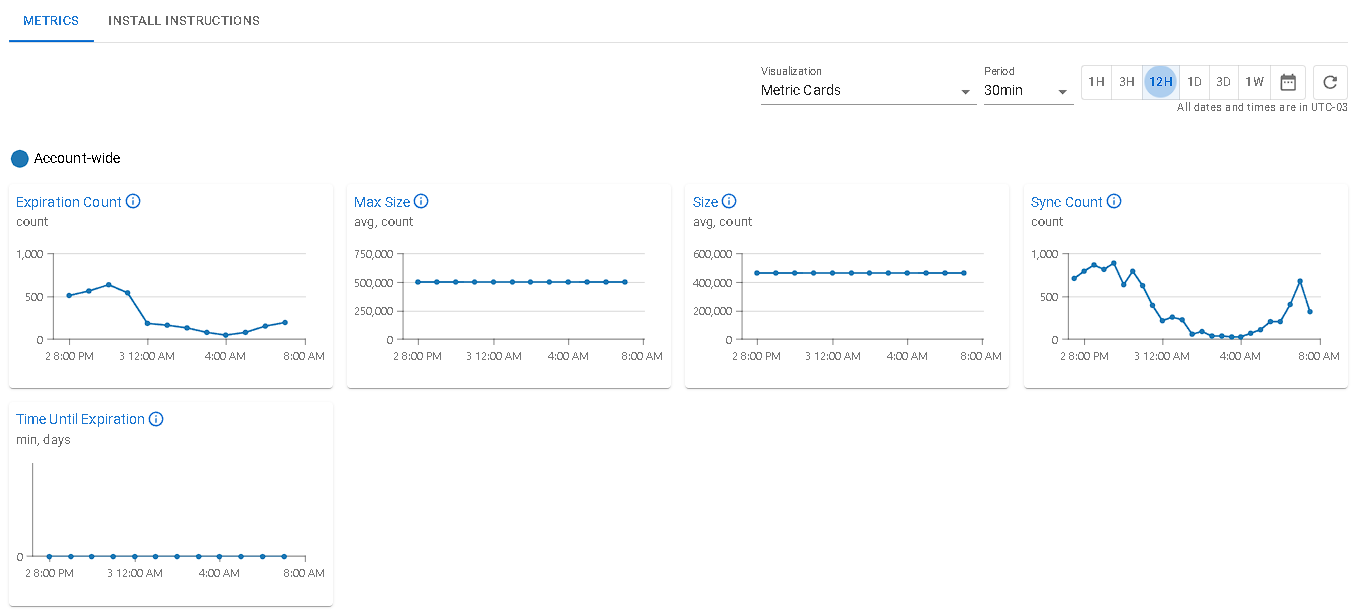 METRICS INSTALL INSTRUCTIONS
Visualization Period
Metric Cards 30min 1H 3H 12H 1D 3D 1W
All dates and times are in UTC-03
Account-wide
Expiration Count
count
1,000
500
0
2 8:00 PM 3 12:00 AM 4:00 AM 8:00 AM
Max Size
avg, count
750,000
500,000
250,000
0
2 8:00 PM 3 12:00 AM 4:00 AM 8:00 AM
Size
avg, count
600,000
400,000
200,000
0
2 8:00 PM 3 12:00 AM 4:00 AM 8:00 AM
Sync Count
count
1,000
500
0
2 8:00 PM 3 12:00 AM 4:00 AM 8:00 AM
Time Until Expiration
min, days
0
2 8:00 PM 3 12:00 AM 4:00 AM 8:00 AM